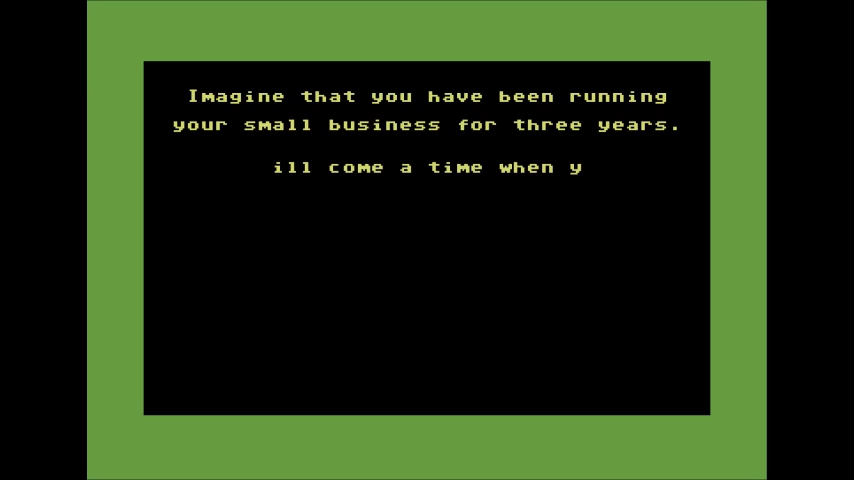 Imagine that you have been running
your small business for three years.
ill come a time when y